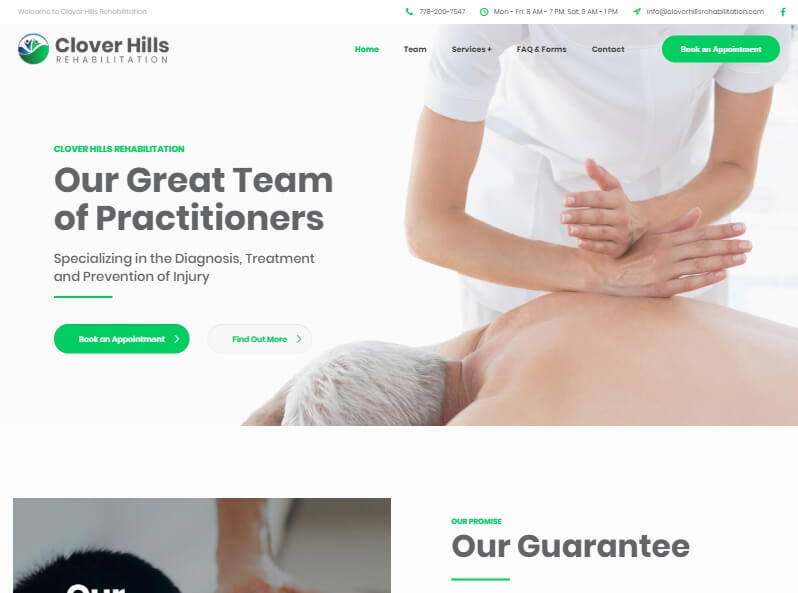 Welcome to Clover Hills Rehabilitation
778-200-7547
Mon - Fri: 8 AM - 7 PM, Sat: 9 AM - 1 PM
info@cloverhillsrehabilitation.com
Clover Hills
REHABILITATION
Home
Team
Services +
FAQ & Forms
Contact
Book an Appointment
CLOVER HILLS REHABILITATION
Our Great Team
of Practitioners
Specializing in the Diagnosis, Treatment
and Prevention of Injury
Book an Appointment
Find Out More
OUR PROMISE
Our Guarantee
Our